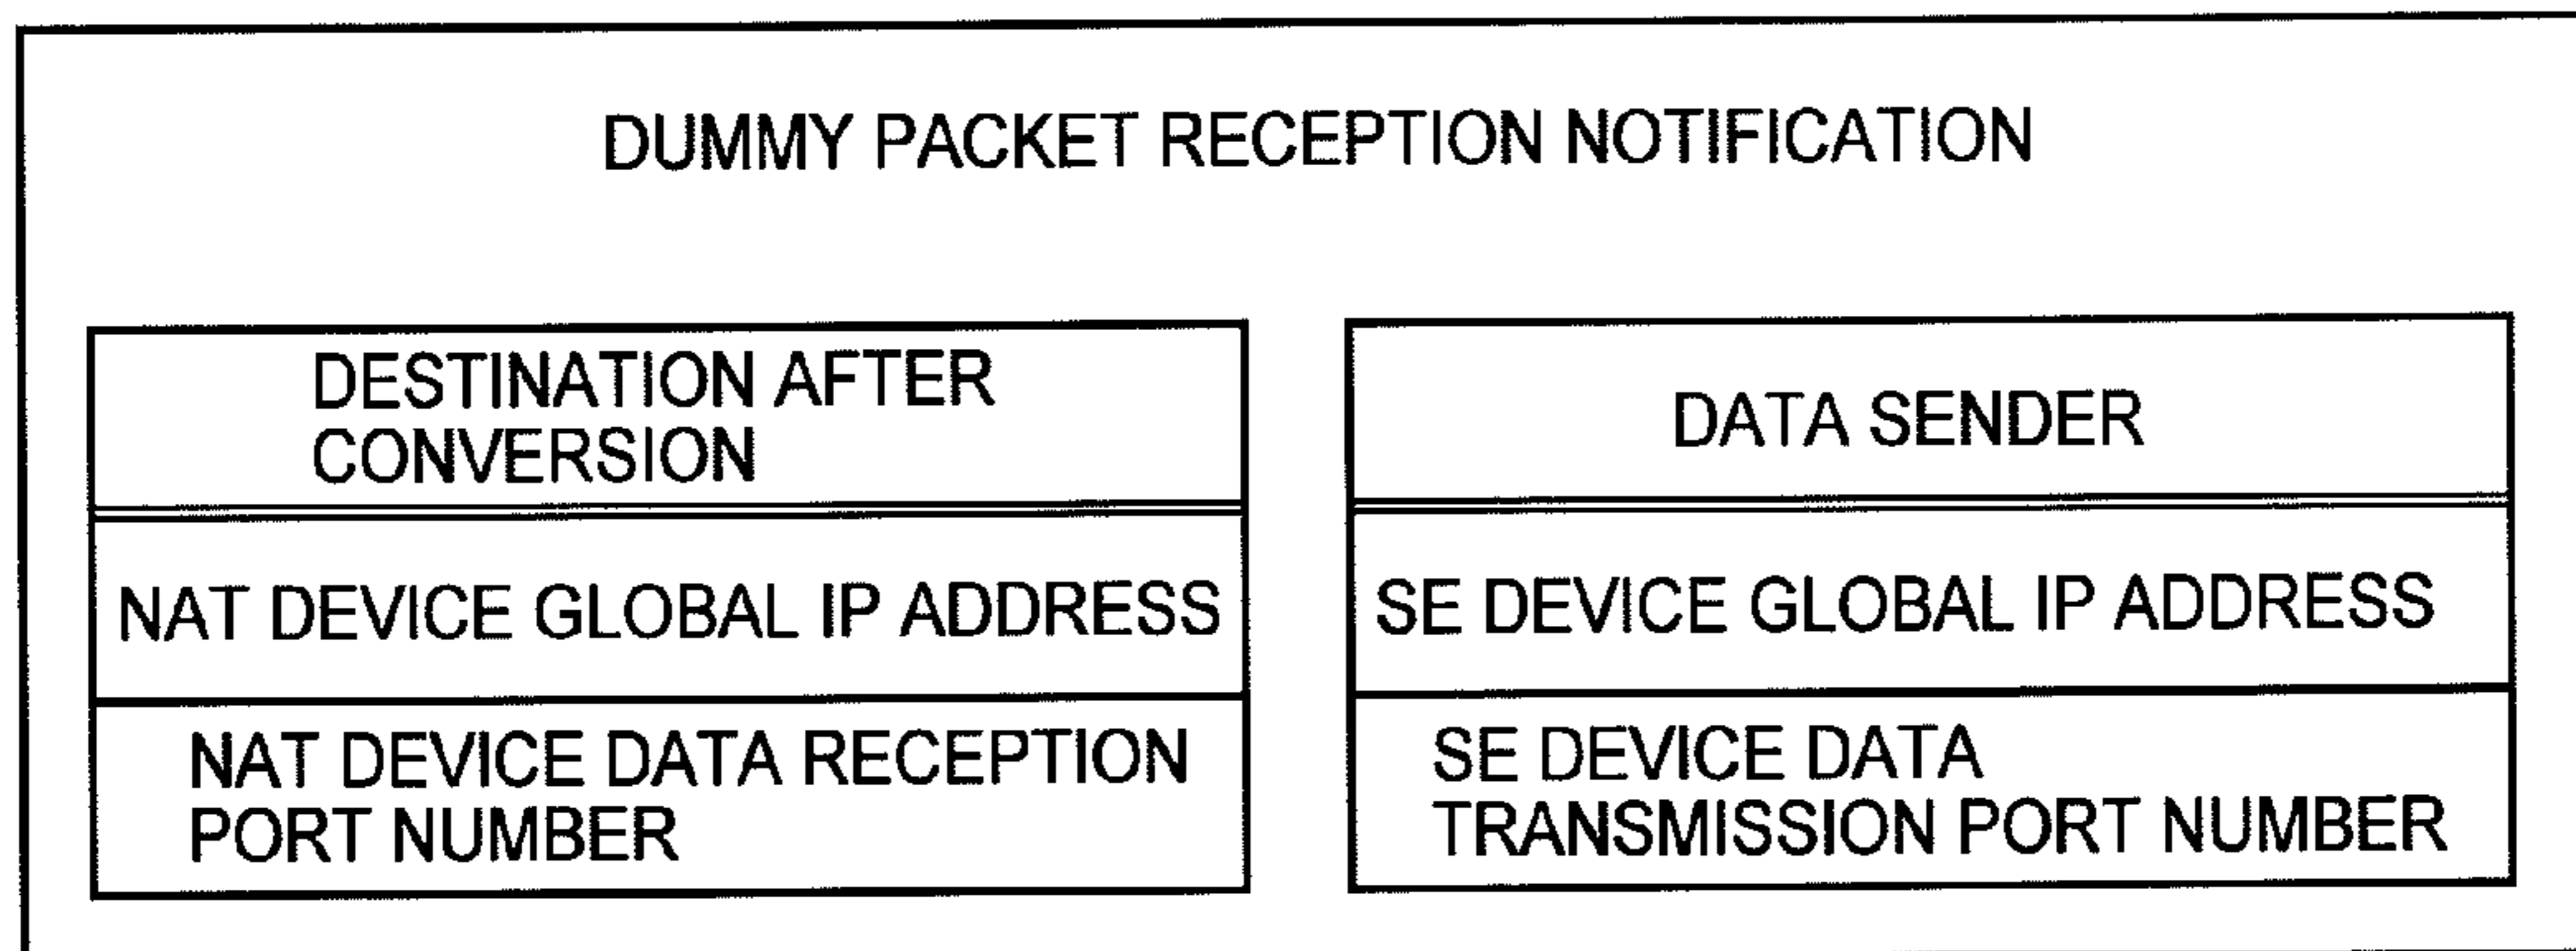 DUMMY PACKET RECEPTION NOTIFICATION
DESTINATION AFTER
CONVERSION
NAT DEVICE GLOBAL IP ADDRESS
NAT DEVICE DATA RECEPTION
PORT NUMBER
DATA SENDER
SE DEVICE GLOBAL IP ADDRESS
SE DEVICE DATA
TRANSMISSION PORT NUMBER